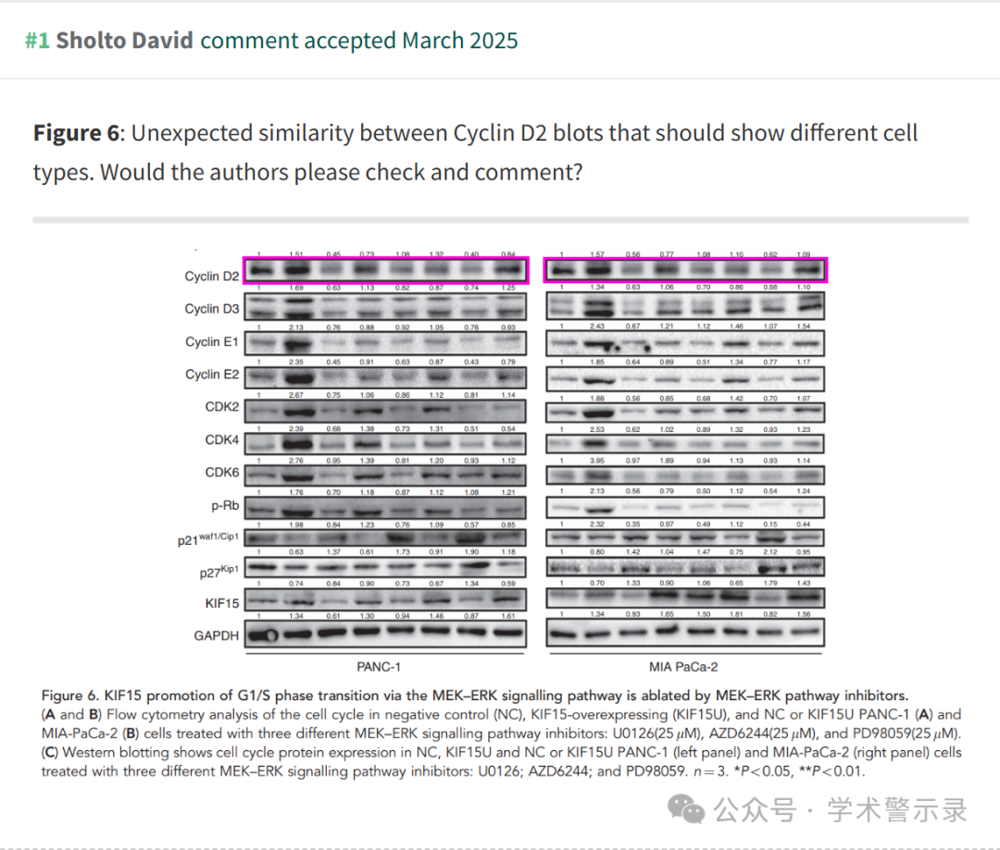 #1 Sholto David comment accepted March 2025
Figure 6: Unexpected similarity between Cyclin D2 blots that should show different cell
types. Would the authors please check and comment?
1 1.51 0.45 0.73 1.08 1.32 0.40 0.84 1 1.57 0.56 0.77 1.08 1.10 0.62 1.09
Cyclin D2
1 1.69 0.63 1.13 0.82 0.87 0.74 1.25 1 1.34 0.63 1.06 0.70 0.86 0.68 1.10
Cyclin D3
1 2.13 0.76 0.88 0.92 1.05 0.76 0.93 1 2.43 0.67 1.21 1.12 1.46 1.07 1.54
Cyclin E1
1 2.35 0.45 0.91 0.63 0.87 0.43 0.79 1 1.85 0.64 0.89 0.51 1.34 0.77 1.17
Cyclin E2
1 2.67 0.75 1.06 0.86 1.12 0.81 1.14 1 1.88 0.56 0.85 0.68 1.42 0.70 1.07
CDK2
1 2.39 0.68 1.38 0.73 1.31 0.51 0.54 1 2.53 0.62 1.02 0.89 1.32 0.93 1.23
CDK4
1 2.76 0.95 1.39 0.81 1.20 0.93 1.12 1 3.95 0.97 1.89 0.94 1.13 0.93 1.14
CDK6
1 1.76 0.70 1.18 0.87 1.12 1.08 1.21 1 2.13 0.56 0.79 0.50 1.12 0.54 1.24
p-Rb
1 1.98 0.84 1.23 0.76 1.09 0.57 0.85 1 2.32 0.35 0.97 0.49 1.12 0.15 0.44
p21waf1/Cip1
1 0.63 1.37 0.61 1.73 0.91 1.90 1.18 1 0.80 1.42 1.04 1.47 0.75 2.12 0.95
p27Kip1
1 0.74 0.84 0.90 0.73 0.67 1.34 0.59 1 0.70 1.33 0.90 1.06 0.65 1.79 1.43
KIF15
1 1.34 0.61 1.30 0.94 1.46 0.87 1.61 1 1.34 0.93 1.65 1.50 1.81 0.82 1.56
GAPDH
PANC-1 MIA PaCa-2
Figure 6. KIF15 promotion of G1/S phase transition via the MEK–ERK signalling pathway is ablated by MEK–ERK pathway inhibitors.
(A and B) Flow cytometry analysis of the cell cycle in negative control (NC), KIF15-overexpressing (KIF15U), and NC or KIF15U PANC-1 (A) and
MIA-PaCa-2 (B) cells treated with three different MEK–ERK signalling pathway inhibitors: U0126(25 μM), AZD6244(25 μM), and PD98059(25 μM).
(C) Western blotting shows cell cycle protein expression in NC, KIF15U and NC or KIF15U PANC-1 (left panel) and MIA-PaCa-2 (right panel) cells
treated with three different MEK–ERK signalling pathway inhibitors: U0126; AZD6244; and PD98059. n=3. *P<0.05, **P<0.01.
公众号 · 学术警示录